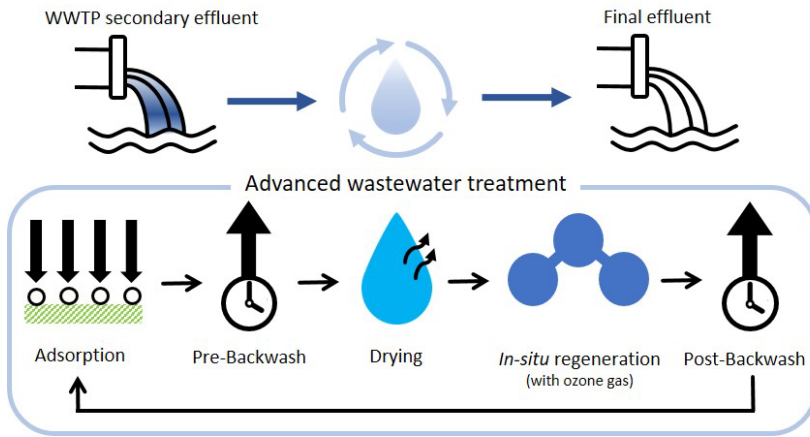 WWTP secondary effluent
Final effluent
Advanced wastewater treatment
Adsorption
Pre-Backwash
Drying
In-situ regeneration
(with ozone gas)
Post-Backwash